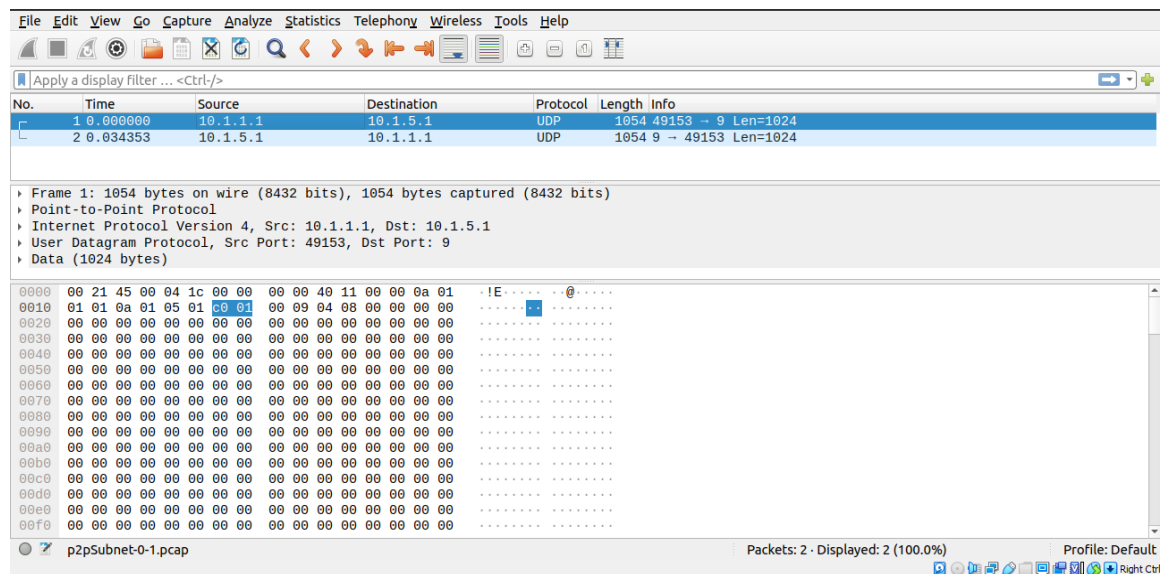 File Edit View Go Capture Analyze Statistics Telephony Wireless Tools Help
Apply a display filter … <Ctrl-/>
No. Time Source Destination Protocol Length Info
1 0.000000 10.1.1.1 10.1.5.1 UDP 1054 49153 → 9 Len=1024
2 0.034353 10.1.5.1 10.1.1.1 UDP 1054 9 → 49153 Len=1024
Frame 1: 1054 bytes on wire (8432 bits), 1054 bytes captured (8432 bits)
Point-to-Point Protocol
Internet Protocol Version 4, Src: 10.1.1.1, Dst: 10.1.5.1
User Datagram Protocol, Src Port: 49153, Dst Port: 9
Data (1024 bytes)
0000 00 21 45 00 04 1c 00 00 00 00 40 11 00 00 0a 01 ·!E····· ··@·····
0010 01 01 0a 01 05 01 c0 01 00 09 04 08 00 00 00 00 ········ ········
0020 00 00 00 00 00 00 00 00 00 00 00 00 00 00 00 00 ········ ········
0030 00 00 00 00 00 00 00 00 00 00 00 00 00 00 00 00 ········ ········
0040 00 00 00 00 00 00 00 00 00 00 00 00 00 00 00 00 ········ ········
0050 00 00 00 00 00 00 00 00 00 00 00 00 00 00 00 00 ········ ········
0060 00 00 00 00 00 00 00 00 00 00 00 00 00 00 00 00 ········ ········
0070 00 00 00 00 00 00 00 00 00 00 00 00 00 00 00 00 ········ ········
0080 00 00 00 00 00 00 00 00 00 00 00 00 00 00 00 00 ········ ········
0090 00 00 00 00 00 00 00 00 00 00 00 00 00 00 00 00 ········ ········
00a0 00 00 00 00 00 00 00 00 00 00 00 00 00 00 00 00 ········ ········
00b0 00 00 00 00 00 00 00 00 00 00 00 00 00 00 00 00 ········ ········
00c0 00 00 00 00 00 00 00 00 00 00 00 00 00 00 00 00 ········ ········
00d0 00 00 00 00 00 00 00 00 00 00 00 00 00 00 00 00 ········ ········
00e0 00 00 00 00 00 00 00 00 00 00 00 00 00 00 00 00 ········ ········
00f0 00 00 00 00 00 00 00 00 00 00 00 00 00 00 00 00 ········ ········
p2pSubnet-0-1.pcap Packets: 2 · Displayed: 2 (100.0%) Profile: Default
Right Ctrl